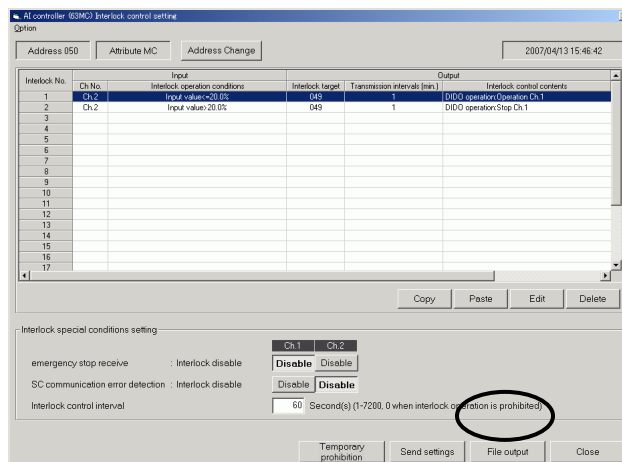 AI controller (63MC) Interlock control setting
Option
Address 050 Attribute MC Address Change 2007/04/13 15:46:42
Interlock No. Input Output
Ch No. Interlock operation conditions Interlock target Transmission intervals (min.) Interlock control contents
1 Ch.2 Input value<=20.0% 049 1 DIDO operation:Operation Ch.1
2 Ch.2 Input value>20.0% 049 1 DIDO operation:Stop Ch.1
3
4
5
6
7
8
9
10
11
12
13
14
15
16
17
Copy Paste Edit Delete
Interlock special conditions setting
Ch.1 Ch.2
emergency stop receive : Interlock disable Disable Disable
SC communication error detection : Interlock disable Disable Disable
Interlock control interval 60 Second(s) (1-7200, 0 when interlock operation is prohibited)
Temporary prohibition Send settings File output Close